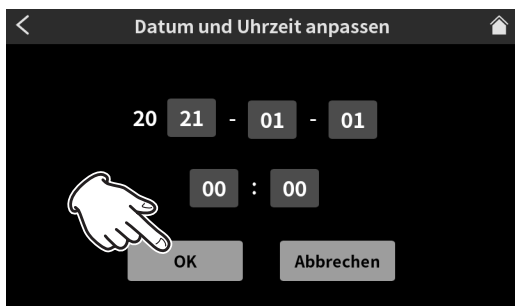 Datum und Uhrzeit anpassen
20 21 - 01 - 01
00 : 00
OK Abbrechen